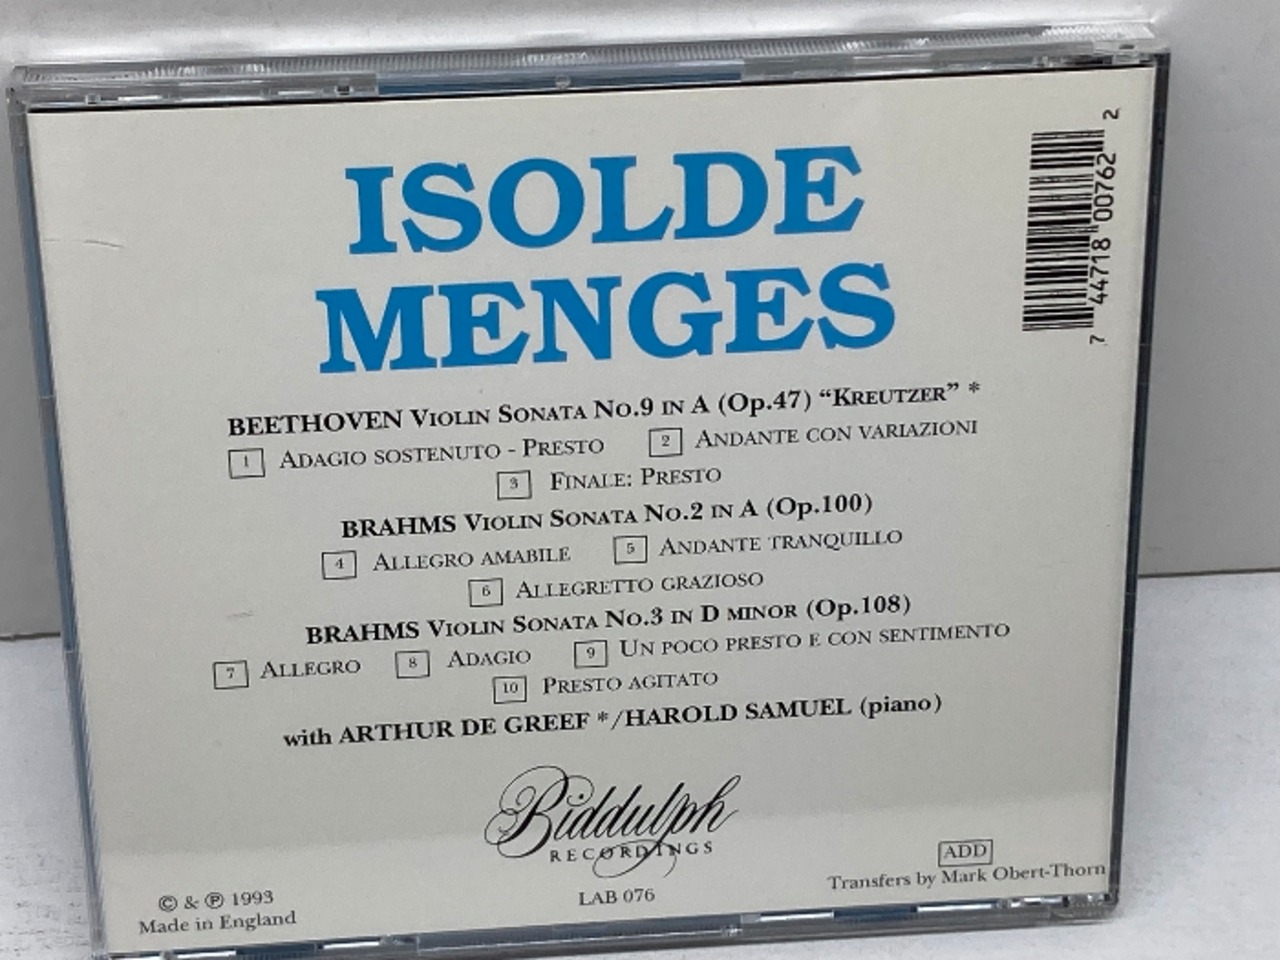 ISOLDE
MENGES
BEETHOVEN VIOLIN SONATA NO.9 IN A (Op.47) “KREUTZER” *
1 ADAGIO SOSTENUTO - PRESTO 2 ANDANTE CON VARIAZIONI
3 FINALE: PRESTO
BRAHMS VIOLIN SONATA NO.2 IN A (Op.100)
4 ALLEGRO AMABILE 5 ANDANTE TRANQUILLO
6 ALLEGRETTO GRAZIOSO
BRAHMS VIOLIN SONATA NO.3 IN D MINOR (Op.108)
7 ALLEGRO 8 ADAGIO 9 UN POCO PRESTO E CON SENTIMENTO
10 PRESTO AGITATO
with ARTHUR DE GREEF */HAROLD SAMUEL (piano)
Biddulph
RECORDINGS
LAB 076
© & ℗ 1993
Made in England
ADD
Transfers by Mark Obert-Thorn
7 44718 00762 2